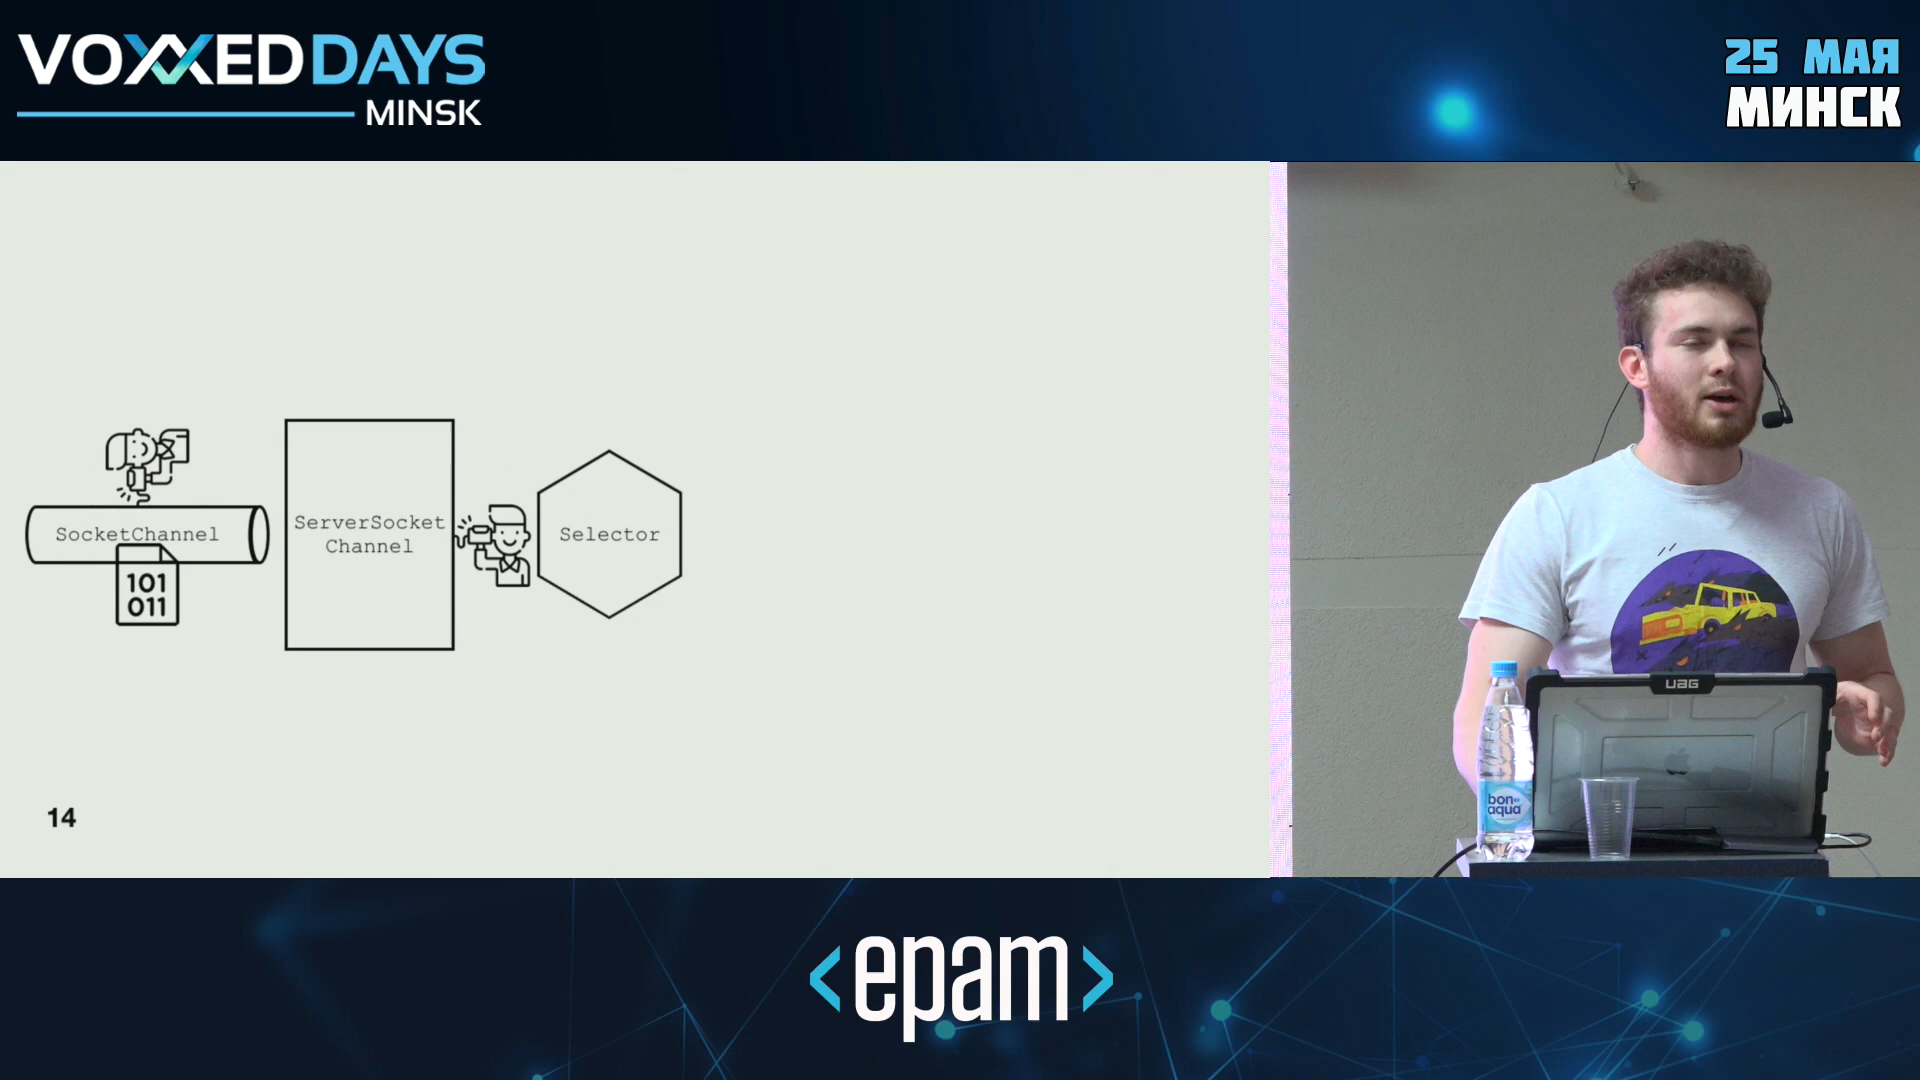 VOXXEDDAYS
MINSK
25 МАЯ
МИНСК
SocketChannel
101
011
ServerSocket
Channel
Selector
14
UAG
bon
aqua
<epam>